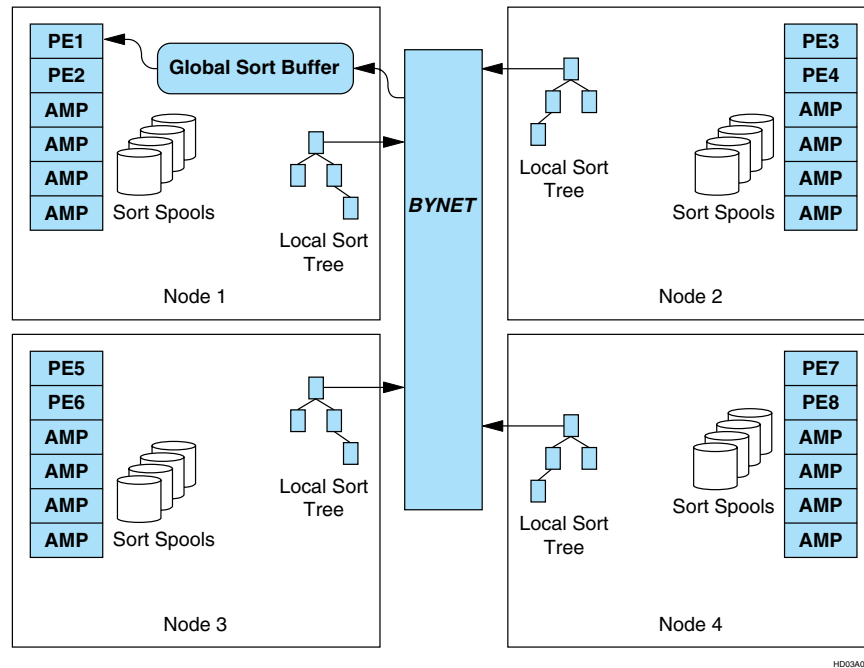 PE1
PE2
AMP
AMP
AMP
AMP
Global Sort Buffer
Sort Spools
Local Sort
Tree
Node 1
BYNET
PE3
PE4
AMP
AMP
AMP
AMP
Local Sort
Tree
Sort Spools
Node 2
PE5
PE6
AMP
AMP
AMP
AMP
Sort Spools
Local Sort
Tree
Node 3
PE7
PE8
AMP
AMP
AMP
AMP
Local Sort
Tree
Sort Spools
Node 4